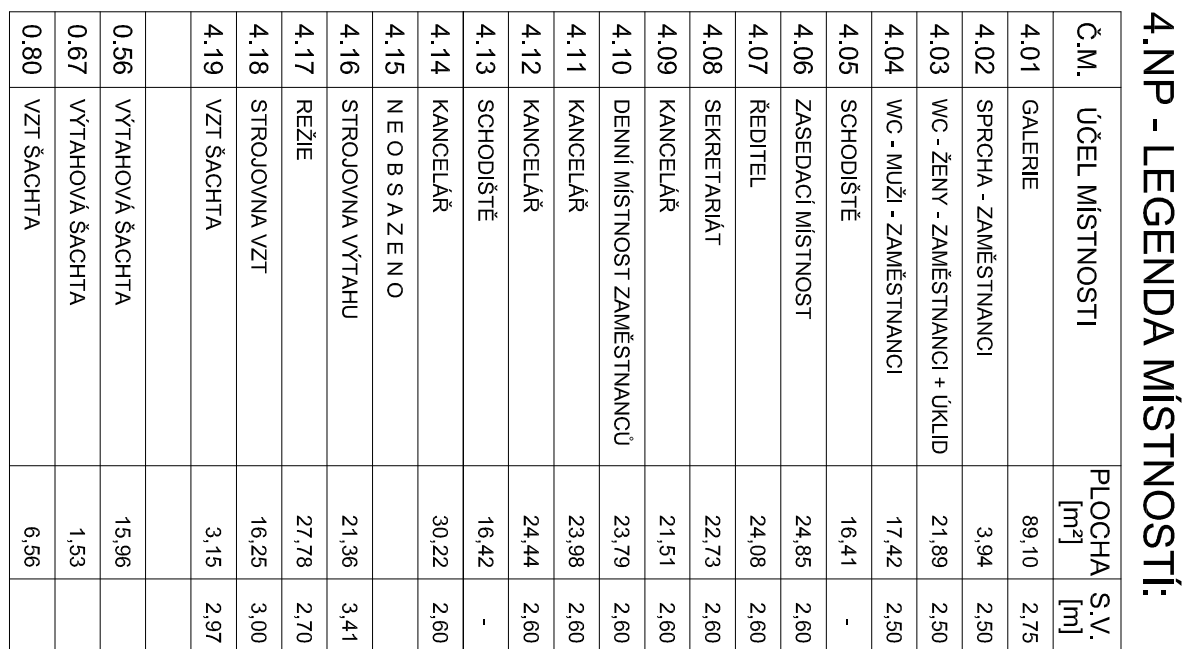 4.NP - LEGENDA MÍSTNOSTÍ:
Č.M. ÚČEL MÍSTNOSTI PLOCHA [m²] S.V. [m]
4.01 GALERIE 89,10 2,75
4.02 SPRCHA - ZAMĚSTNANCI 3,94 2,50
4.03 WC - ŽENY - ZAMĚSTNANCI + ÚKLID 21,89 2,50
4.04 WC - MUŽI - ZAMĚSTNANCI 17,42 2,50
4.05 SCHODIŠTĚ 16,41 -
4.06 ZASEDACÍ MÍSTNOST 24,85 2,60
4.07 ŘEDITEL 24,08 2,60
4.08 SEKRETARIÁT 22,73 2,60
4.09 KANCELÁŘ 21,51 2,60
4.10 DENNÍ MÍSTNOST ZAMĚSTNANCŮ 23,79 2,60
4.11 KANCELÁŘ 23,98 2,60
4.12 KANCELÁŘ 24,44 2,60
4.13 SCHODIŠTĚ 16,42 -
4.14 KANCELÁŘ 30,22 2,60
4.15 N E O B S A Z E N O
4.16 STROJOVNA VÝTAHU 21,36 3,41
4.17 REŽIE 27,78 2,70
4.18 STROJOVNA VZT 16,25 3,00
4.19 VZT ŠACHTA 3,15 2,97
0.56 VÝTAHOVÁ ŠACHTA 15,96
0.67 VÝTAHOVÁ ŠACHTA 1,53
0.80 VZT ŠACHTA 6,56